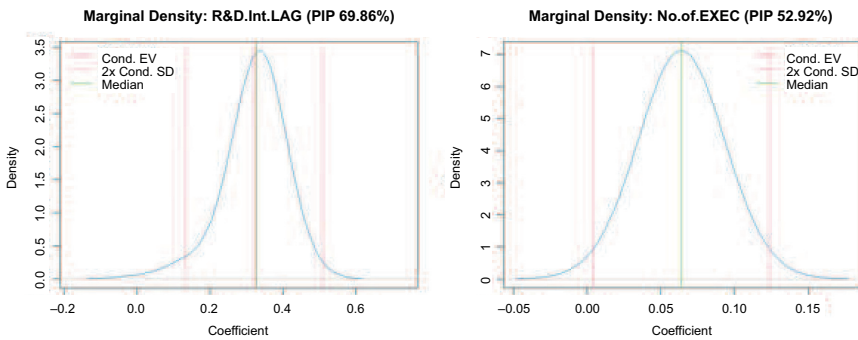 Marginal Density: R&D.Int.LAG (PIP 69.86%)
Cond. EV
2x Cond. SD
Median
Density
3.5
3.0
2.5
2.0
1.5
1.0
0.5
0.0
−0.2 0.0 0.2 0.4 0.6
Coefficient
Marginal Density: No.of.EXEC (PIP 52.92%)
Cond. EV
2x Cond. SD
Median
Density
7
6
5
4
3
2
1
0
−0.05 0.00 0.05 0.10 0.15
Coefficient